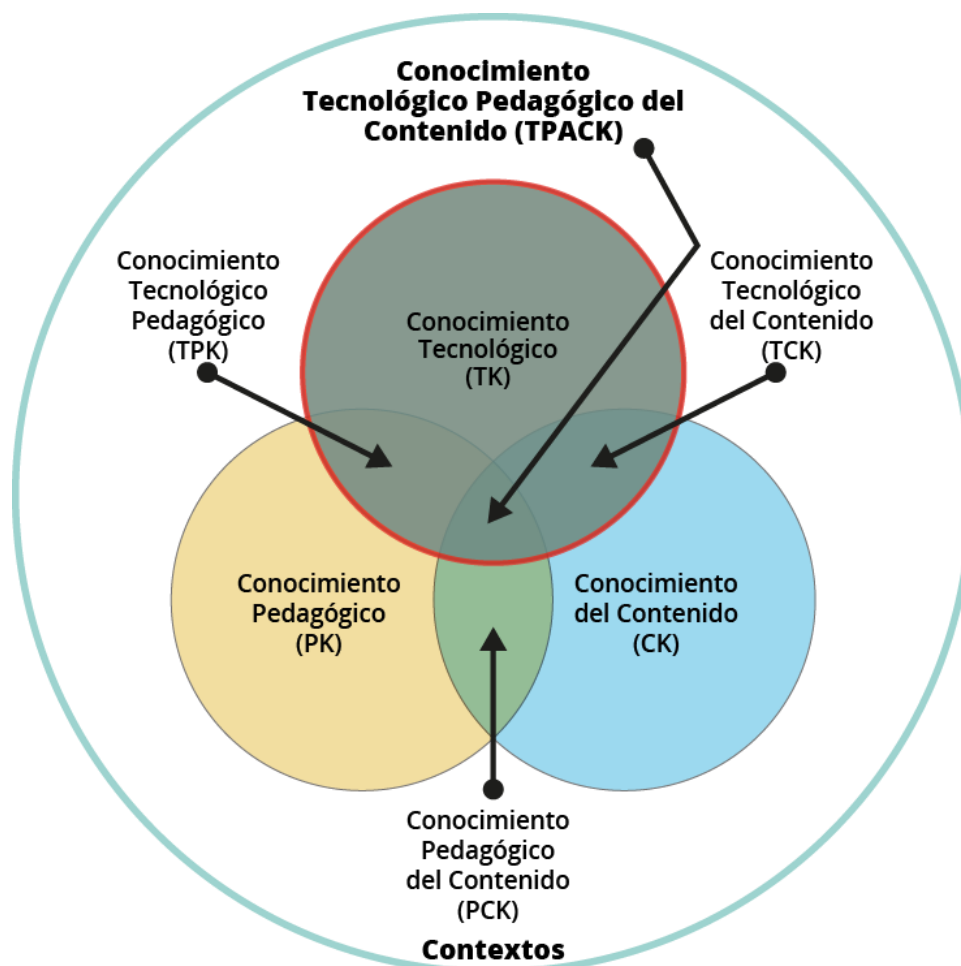 Conocimiento
Tecnológico Pedagógico del
Contenido (TPACK)
Conocimiento
Tecnológico
Pedagógico
(TPK)
Conocimiento
Tecnológico
del Contenido
(TCK)
Conocimiento
Tecnológico
(TK)
Conocimiento
Pedagógico
(PK)
Conocimiento
del Contenido
(CK)
Conocimiento
Pedagógico
del Contenido
(PCK)
Contextos